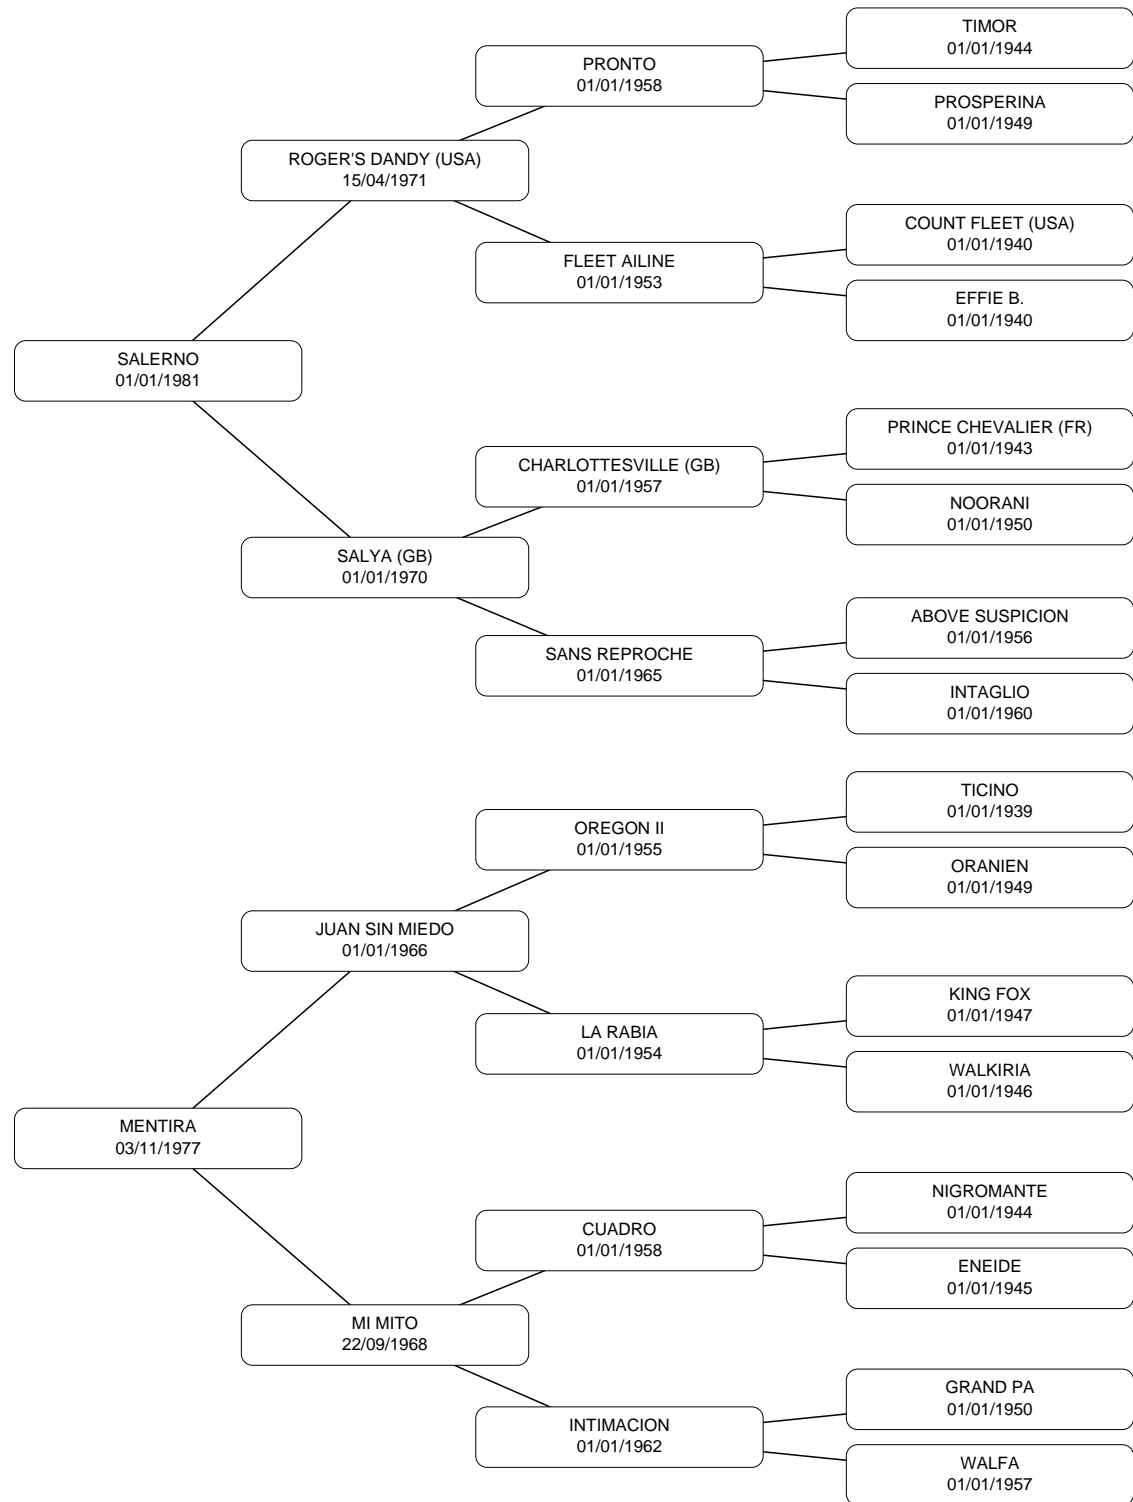 TIMOR
01/01/1944
PRONTO
01/01/1958
PROSPERINA
01/01/1949
ROGER'S DANDY (USA)
15/04/1971
COUNT FLEET (USA)
01/01/1940
FLEET AILINE
01/01/1953
EFFIE B.
01/01/1940
SALERNO
01/01/1981
PRINCE CHEVALIER (FR)
01/01/1943
CHARLOTTESVILLE (GB)
01/01/1957
NOORANI
01/01/1950
SALYA (GB)
01/01/1970
ABOVE SUSPICION
01/01/1956
SANS REPROCHE
01/01/1965
INTAGLIO
01/01/1960
TICINO
01/01/1939
OREGON II
01/01/1955
ORANIEN
01/01/1949
JUAN SIN MIEDO
01/01/1966
KING FOX
01/01/1947
LA RABIA
01/01/1954
WALKIRIA
01/01/1946
MENTIRA
03/11/1977
NIGROMANTE
01/01/1944
CUADRO
01/01/1958
ENEIDE
01/01/1945
MI MITO
22/09/1968
GRAND PA
01/01/1950
INTIMACION
01/01/1962
WALFA
01/01/1957